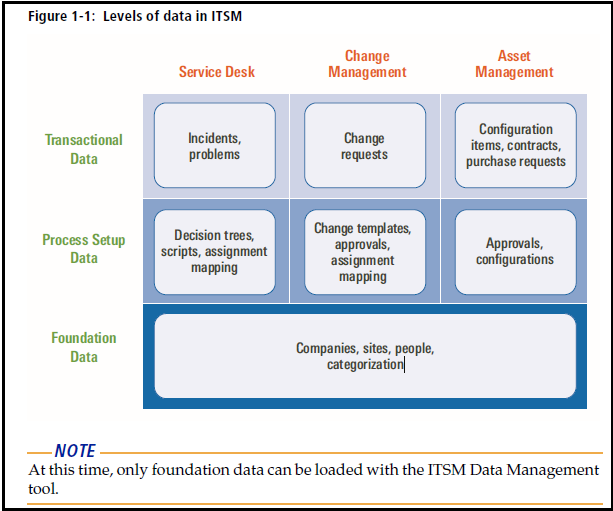 Figure 1-1: Levels of data in ITSM
Service Desk
Change
Management
Asset
Management
Transactional
Data
Incidents,
problems
Change
requests
Configuration
items, contracts,
purchase requests
Process Setup
Data
Decision trees,
scripts, assignment
mapping
Change templates,
approvals,
assignment
mapping
Approvals,
configurations
Foundation
Data
Companies, sites, people,
categorization
NOTE
At this time, only foundation data can be loaded with the ITSM Data Management
tool.